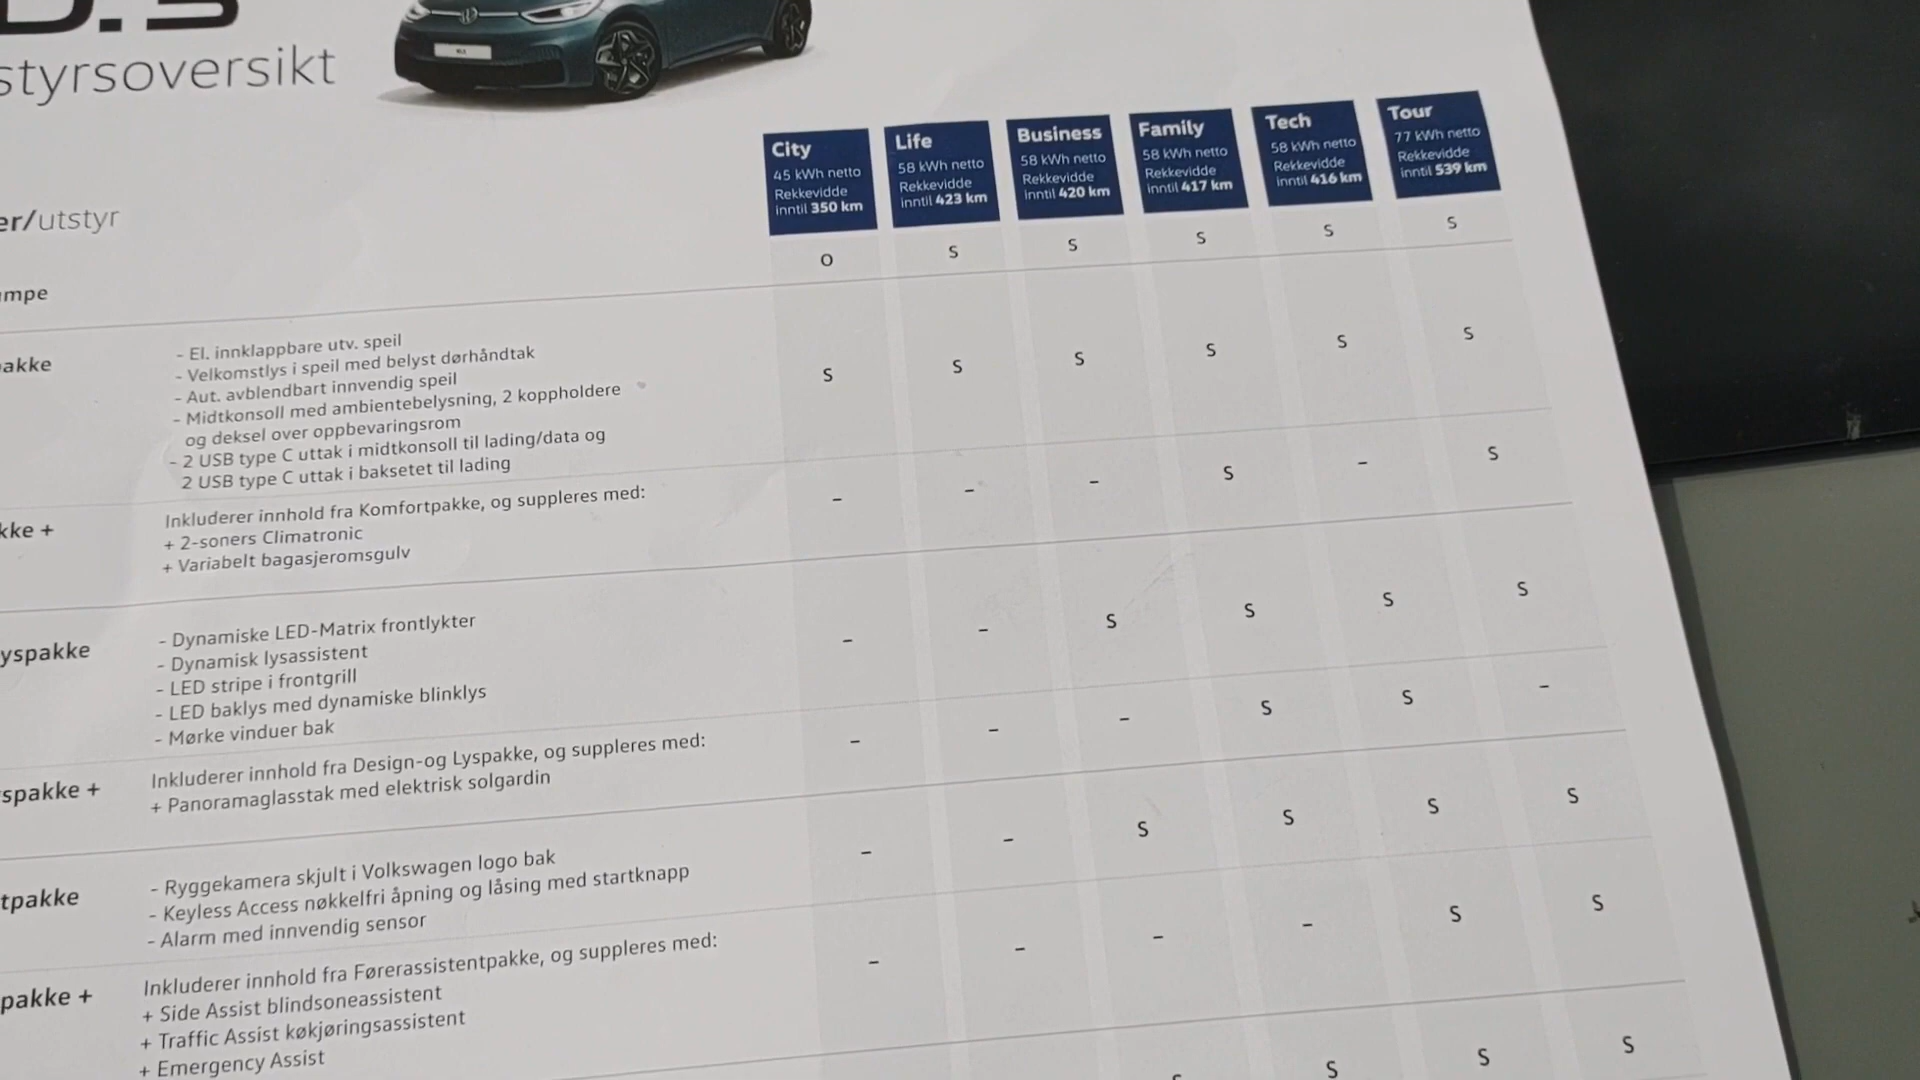 styrsoversikt
City
45 kWh netto
Rekkevidde
inntil 350 km
Life
58 kWh netto
Rekkevidde
inntil 423 km
Business
58 kWh netto
Rekkevidde
inntil 420 km
Family
58 kWh netto
Rekkevidde
inntil 417 km
Tech
58 kWh netto
Rekkevidde
inntil 416 km
Tour
77 kWh netto
Rekkevidde
inntil 539 km
er/utstyr
mpe O S S S S S
akke
- El. innklappbare utv. speil
- Velkomstlys i speil med belyst dørhåndtak
- Aut. avblendbart innvendig speil
- Midtkonsoll med ambientebelysning, 2 koppholdere
og deksel over oppbevaringsrom
- 2 USB type C uttak i midtkonsoll til lading/data og
2 USB type C uttak i baksetet til lading
S S S S S S
kke +
Inkluderer innhold fra Komfortpakke, og suppleres med:
+ 2-soners Climatronic
+ Variabelt bagasjeromsgulv
- - - S - S
yspakke
- Dynamiske LED-Matrix frontlykter
- Dynamisk lysassistent
- LED stripe i frontgrill
- LED baklys med dynamiske blinklys
- Mørke vinduer bak
- - S S S S
spakke +
Inkluderer innhold fra Design-og Lyspakke, og suppleres med:
+ Panoramaglasstak med elektrisk solgardin
- - - S S -
tpakke
- Ryggekamera skjult i Volkswagen logo bak
- Keyless Access nøkkelfri åpning og låsing med startknapp
- Alarm med innvendig sensor
- - S S S S
pakke +
Inkluderer innhold fra Førerassistentpakke, og suppleres med:
+ Side Assist blindsoneassistent
+ Traffic Assist køkjøringsassistent
+ Emergency Assist
- - - - S S
S S S